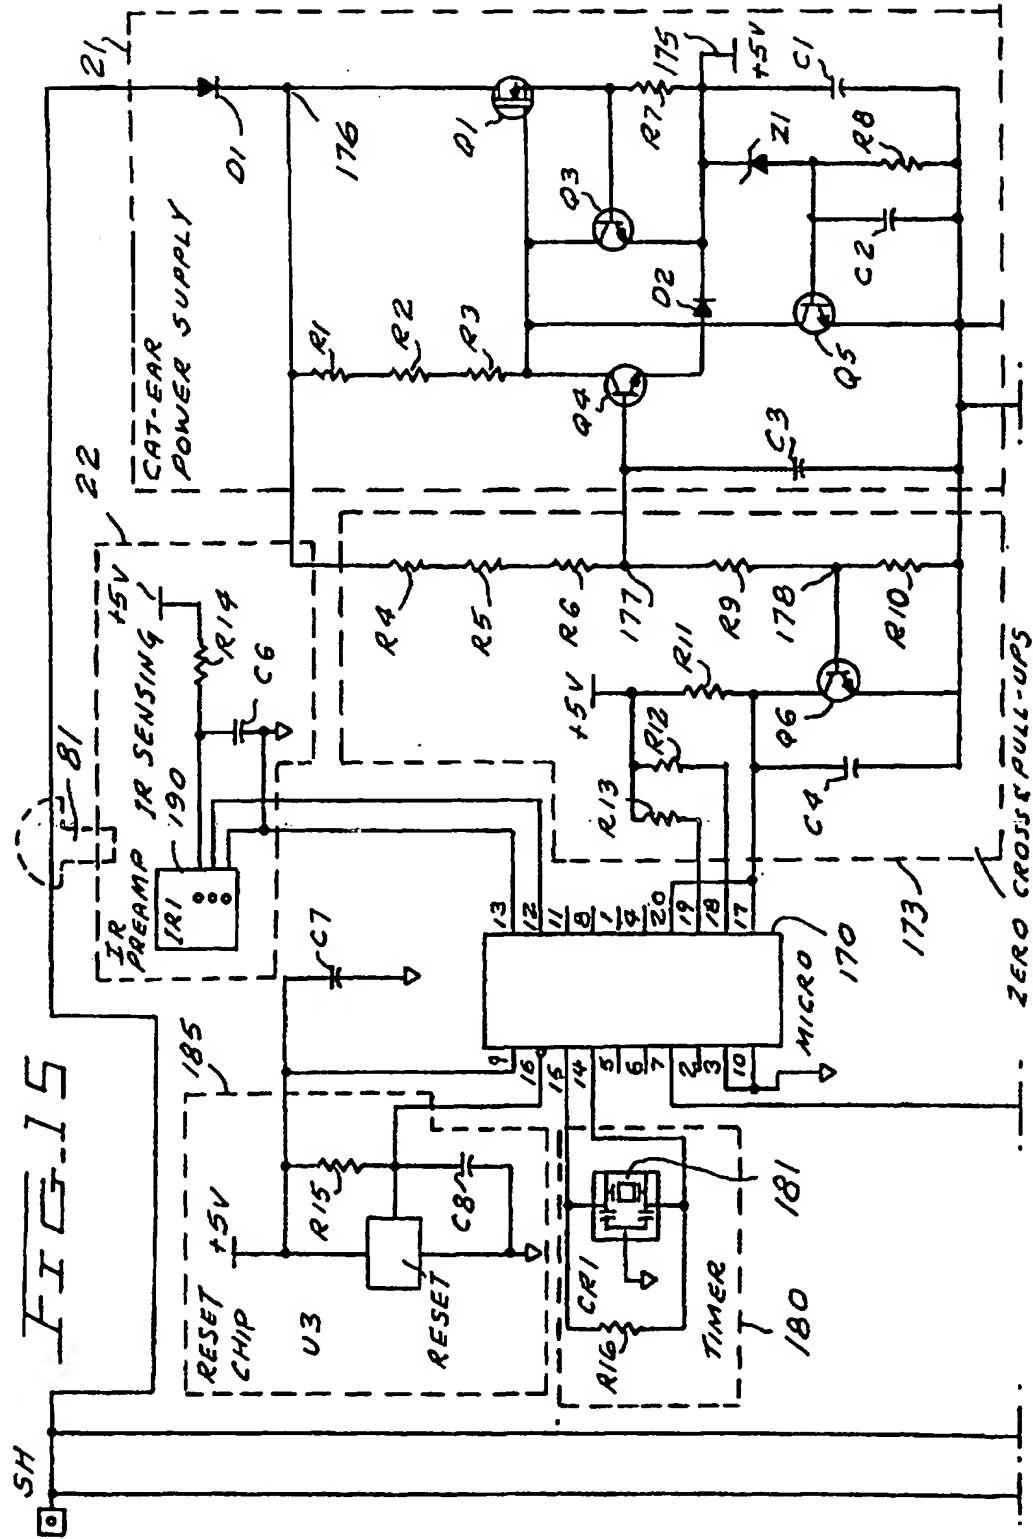 FIG.15
SH
RESET
CHIP
+5V
U3
R15
C8
RESET
185
C7
CR1
R16
TIMER
180
181
9
16
15
14
5
6
7
2
3
10
MICRO
170
13
12
11
8
1
4
20
19
18
17
81
22
IR
PREAMP
IR SENSING
+5V
IR1
190
R14
C6
+5V
R13
R12
R11
C4
Q6
R4
R5
R6
177
R9
178
R10
173
ZERO CROSS & PULL-UPS
21
CAT-EAR
POWER SUPPLY
D1
176
R1
R2
R3
Q1
Q3
Q4
D2
R7
175
+5V
C3
Q5
C2
Z1
R8
C1